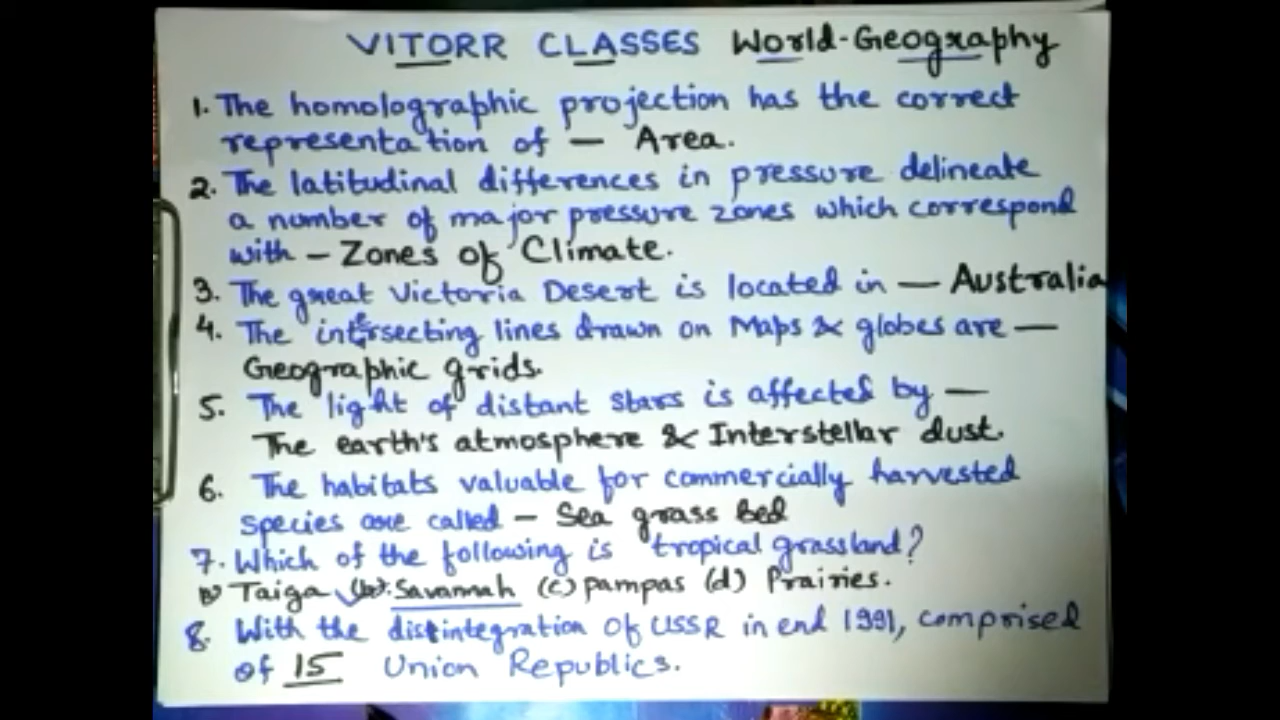 VITORR CLASSES World-Geography
1. The homolographic projection has the correct
representation of - Area.
2. The latitudinal differences in pressure delineate
a number of major pressure zones which correspond
with - Zones of Climate.
3. The great Victoria Desert is located in - Australia
4. The intersecting lines drawn on Maps & globes are -
Geographic grids.
5. The light of distant stars is affected by -
The earth's atmosphere & Interstellar dust.
6. The habitats valuable for commercially harvested
species are called - Sea grass bed
7. Which of the following is tropical grassland?
Taiga (b) Savannah (c) pampas (d) Prairies.
8. With the distintegration of USSR in end 1991, comprised
of 15 Union Republics.